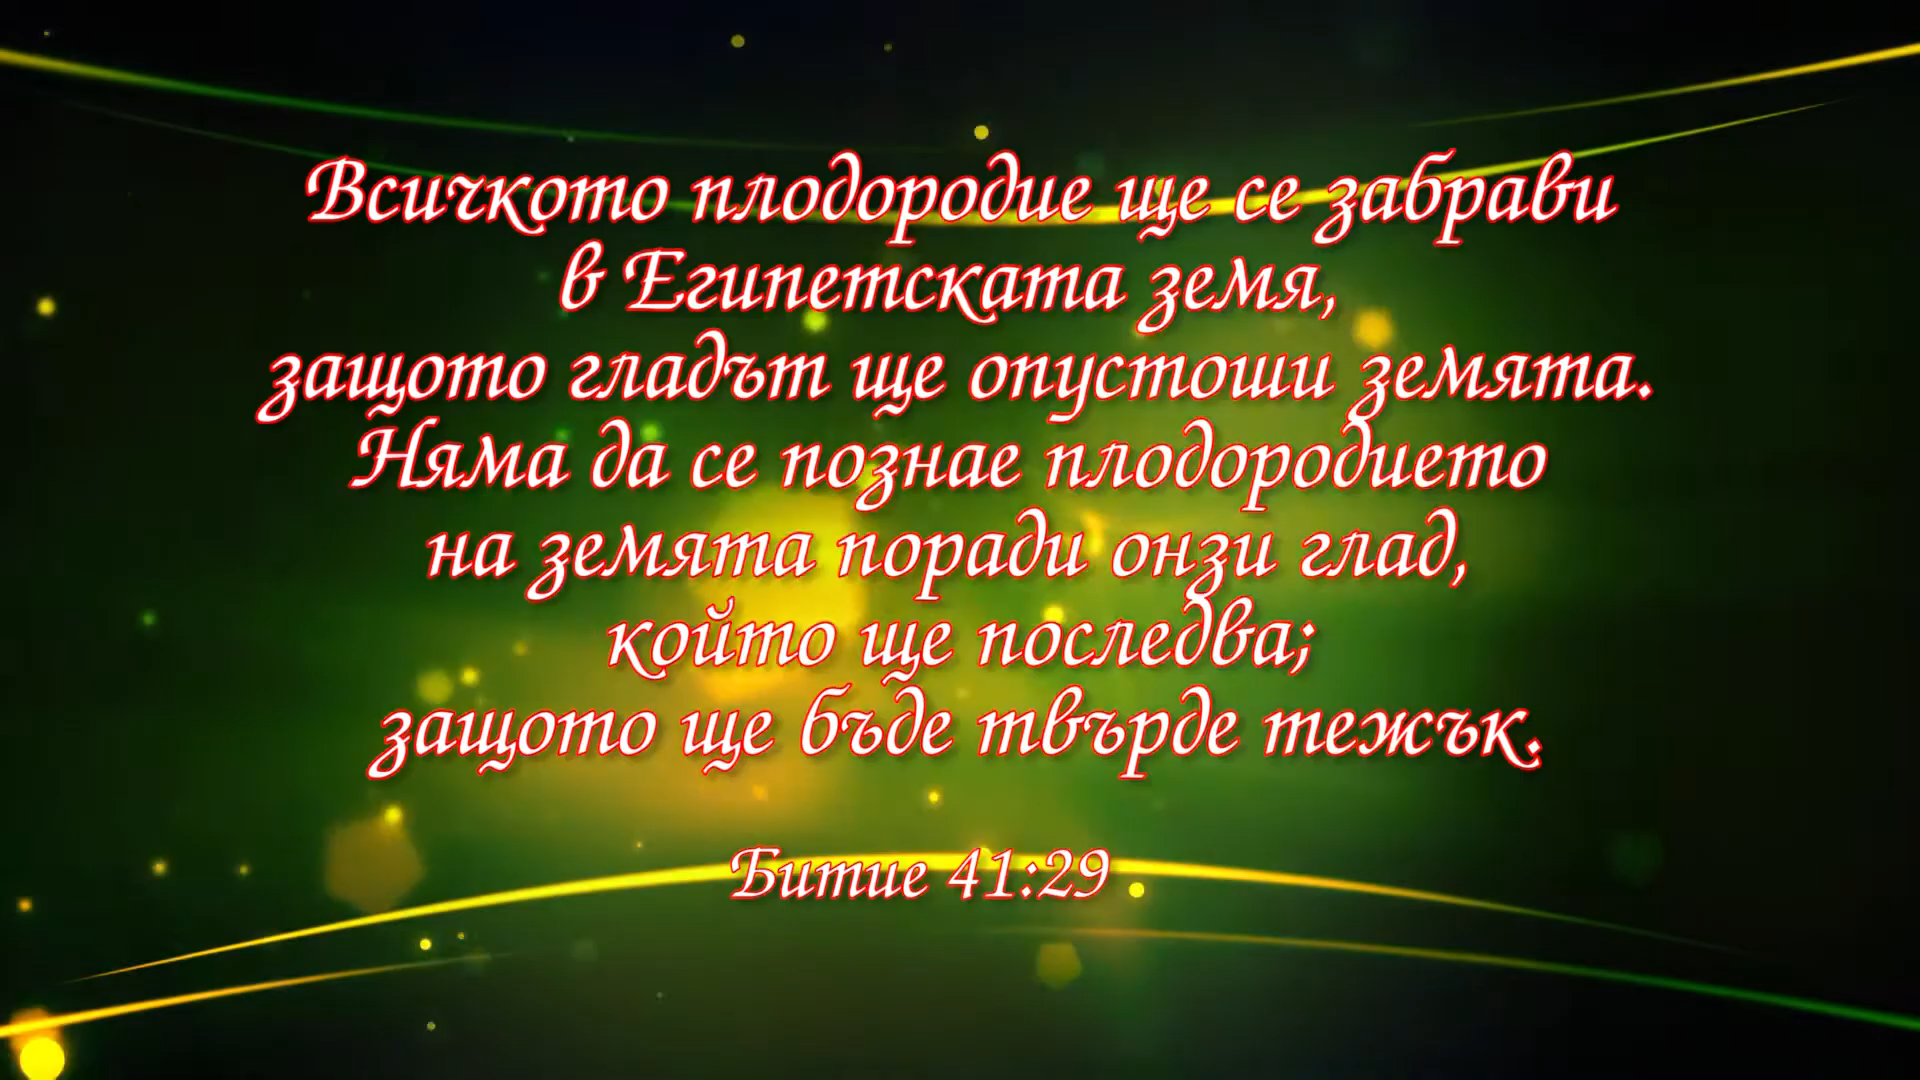 Всичкото плодородие ще се забрави
в Египетската земя,
защото гладът ще опустоши земята.
Няма да се познае плодородието
на земята поради онзи глад,
който ще последва;
защото ще бъде твърде тежък.
Битие 41:29